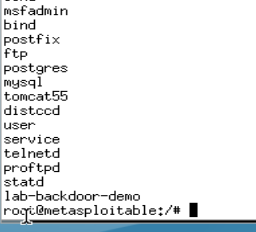 msfadmin
bind
postfix
ftp
postgres
mysql
tomcat55
distccd
user
service
telnetd
proftpd
statd
lab-backdoor-demo
root@metasploitable:/#